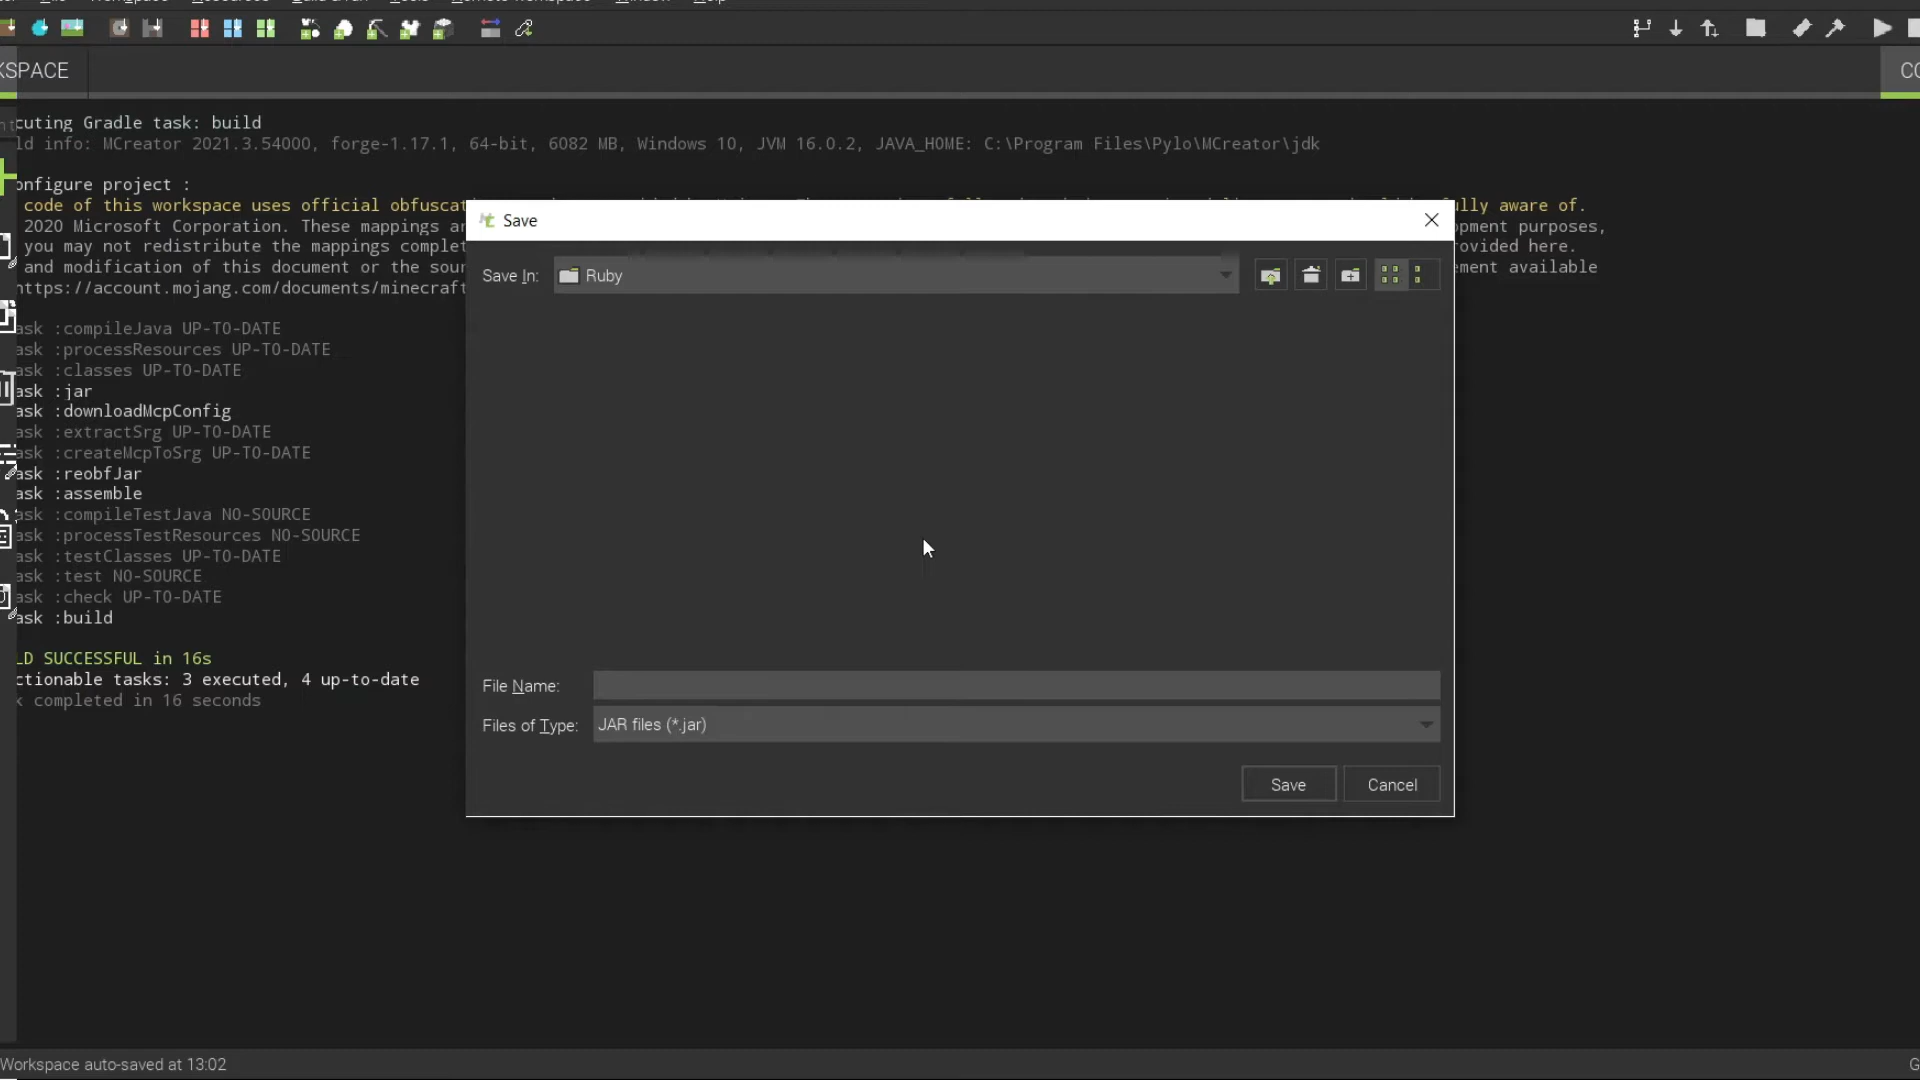 KSPACE
CO
cuting Gradle task: build
ld info: MCreator 2021.3.54000, forge-1.17.1, 64-bit, 6082 MB, Windows 10, JVM 16.0.2, JAVA_HOME: C:\Program Files\Pylo\MCreator\jdk
onfigure project :
code of this workspace uses official obfuscat ully aware of.
2020 Microsoft Corporation. These mappings ar pment purposes,
you may not redistribute the mappings complet rovided here.
and modification of this document or the sour ement available
https://account.mojang.com/documents/minecraft
ask :compileJava UP-TO-DATE
ask :processResources UP-TO-DATE
ask :classes UP-TO-DATE
ask :jar
ask :downloadMcpConfig
ask :extractSrg UP-TO-DATE
ask :createMcpToSrg UP-TO-DATE
ask :reobfJar
ask :assemble
ask :compileTestJava NO-SOURCE
ask :processTestResources NO-SOURCE
ask :testClasses UP-TO-DATE
ask :test NO-SOURCE
ask :check UP-TO-DATE
ask :build
LD SUCCESSFUL in 16s
ctionable tasks: 3 executed, 4 up-to-date
k completed in 16 seconds
Save
Save In: Ruby
File Name:
Files of Type: JAR files (*.jar)
Save Cancel
Workspace auto-saved at 13:02
G